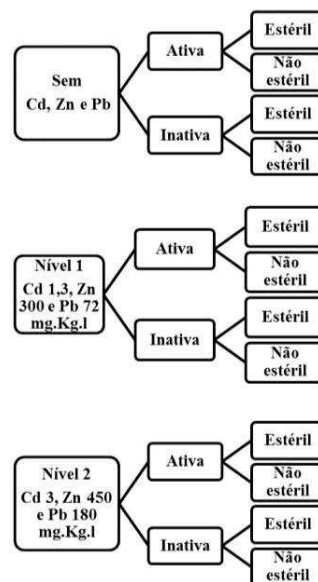 Sem
Cd, Zn e Pb
Ativa
Estéril
Não
estéril
Inativa
Estéril
Não
estéril
Nível 1
Cd 1,3, Zn
300 e Pb 72
mg.Kg.l
Ativa
Estéril
Não
estéril
Inativa
Estéril
Não
estéril
Nível 2
Cd 3, Zn 450
e Pb 180
mg.Kg.l
Ativa
Estéril
Não
estéril
Inativa
Estéril
Não
estéril